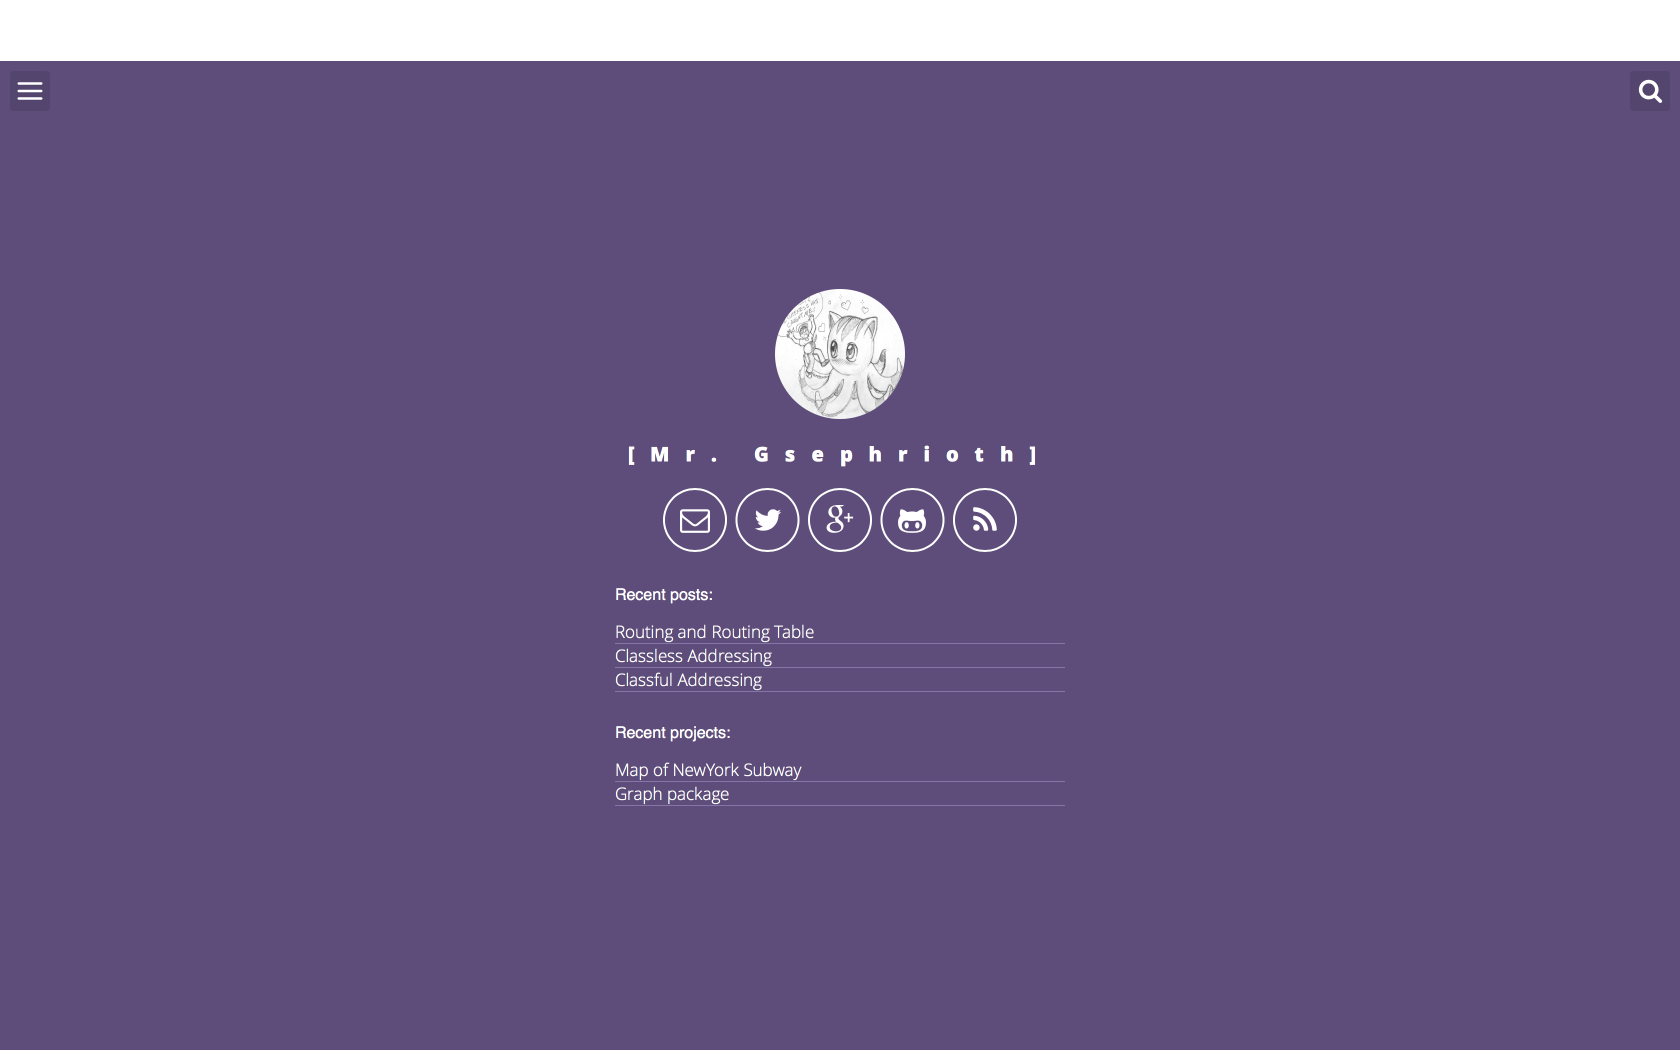 [Mr. Gsephrioth]
g+
Recent posts:
Routing and Routing Table
Classless Addressing
Classful Addressing
Recent projects:
Map of NewYork Subway
Graph package